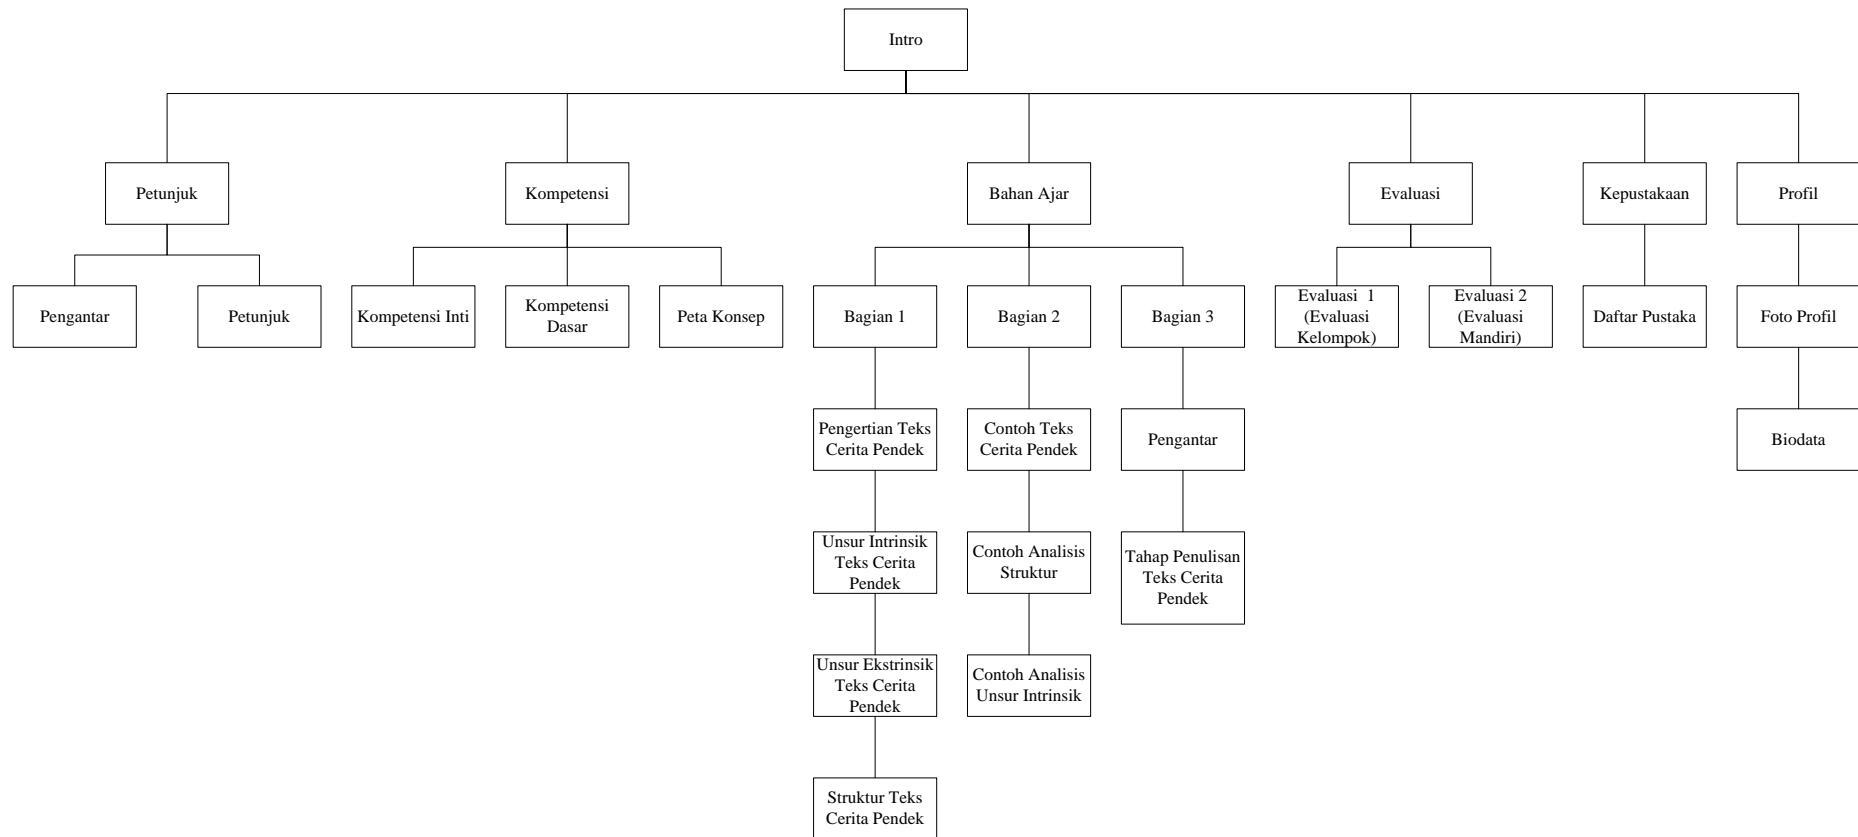 Intro
Petunjuk
Kompetensi
Bahan Ajar
Evaluasi
Kepustakaan
Profil
Pengantar
Petunjuk
Kompetensi Inti
Kompetensi
Dasar
Peta Konsep
Bagian 1
Bagian 2
Bagian 3
Evaluasi  1
(Evaluasi
Kelompok)
Evaluasi 2
(Evaluasi
Mandiri)
Daftar Pustaka
Foto Profil
Pengertian Teks
Cerita Pendek
Contoh Teks
Cerita Pendek
Pengantar
Biodata
Unsur Intrinsik
Teks Cerita
Pendek
Contoh Analisis
Struktur
Tahap Penulisan
Teks Cerita
Pendek
Unsur Ekstrinsik
Teks Cerita
Pendek
Contoh Analisis
Unsur Intrinsik
Struktur Teks
Cerita Pendek